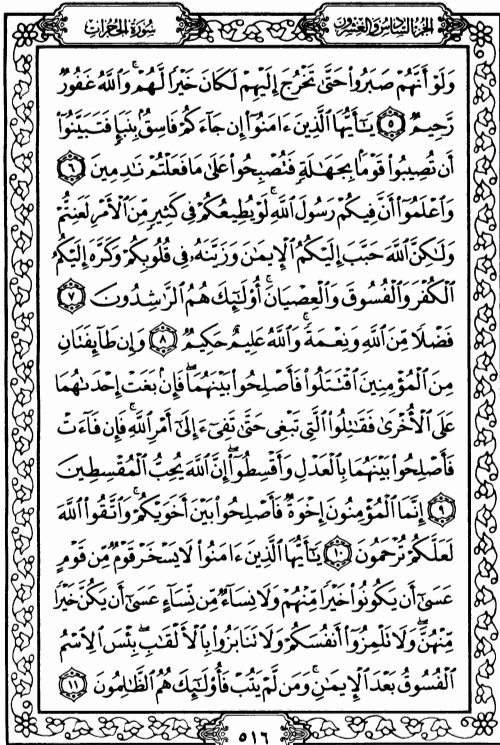 الجزء السادس والعشرون
سورة الحجرات
وَلَوْ أَنَّهُمْ صَبَرُوا۟ حَتَّىٰ تَخْرُجَ إِلَيْهِمْ لَكَانَ خَيْرًا لَّهُمْ ۚ وَٱللَّهُ غَفُورٌ
رَّحِيمٌ ٥ يَـٰٓأَيُّهَا ٱلَّذِينَ ءَامَنُوٓا۟ إِن جَآءَكُمْ فَاسِقٌۢ بِنَبَإٍ فَتَبَيَّنُوٓا۟
أَن تُصِيبُوا۟ قَوْمًۢا بِجَهَـٰلَةٍ فَتُصْبِحُوا۟ عَلَىٰ مَا فَعَلْتُمْ نَـٰدِمِينَ ٦
وَٱعْلَمُوٓا۟ أَنَّ فِيكُمْ رَسُولَ ٱللَّهِ ۚ لَوْ يُطِيعُكُمْ فِى كَثِيرٍ مِّنَ ٱلْأَمْرِ لَعَنِتُّمْ
وَلَـٰكِنَّ ٱللَّهَ حَبَّبَ إِلَيْكُمُ ٱلْإِيمَـٰنَ وَزَيَّنَهُۥ فِى قُلُوبِكُمْ وَكَرَّهَ إِلَيْكُمُ
ٱلْكُفْرَ وَٱلْفُسُوقَ وَٱلْعِصْيَانَ ۚ أُو۟لَـٰٓئِكَ هُمُ ٱلرَّٰشِدُونَ ٧
فَضْلًا مِّنَ ٱللَّهِ وَنِعْمَةً ۚ وَٱللَّهُ عَلِيمٌ حَكِيمٌ ٨ وَإِن طَآئِفَتَانِ
مِنَ ٱلْمُؤْمِنِينَ ٱقْتَتَلُوا۟ فَأَصْلِحُوا۟ بَيْنَهُمَا ۖ فَإِنۢ بَغَتْ إِحْدَىٰهُمَا
عَلَى ٱلْأُخْرَىٰ فَقَـٰتِلُوا۟ ٱلَّتِى تَبْغِى حَتَّىٰ تَفِىٓءَ إِلَىٰٓ أَمْرِ ٱللَّهِ ۚ فَإِن فَآءَتْ
فَأَصْلِحُوا۟ بَيْنَهُمَا بِٱلْعَدْلِ وَأَقْسِطُوٓا۟ ۖ إِنَّ ٱللَّهَ يُحِبُّ ٱلْمُقْسِطِينَ
٩ إِنَّمَا ٱلْمُؤْمِنُونَ إِخْوَةٌ فَأَصْلِحُوا۟ بَيْنَ أَخَوَيْكُمْ ۚ وَٱتَّقُوا۟ ٱللَّهَ
لَعَلَّكُمْ تُرْحَمُونَ ١٠ يَـٰٓأَيُّهَا ٱلَّذِينَ ءَامَنُوا۟ لَا يَسْخَرْ قَوْمٌ مِّن قَوْمٍ
عَسَىٰٓ أَن يَكُونُوا۟ خَيْرًا مِّنْهُمْ وَلَا نِسَآءٌ مِّن نِّسَآءٍ عَسَىٰٓ أَن يَكُنَّ خَيْرًا
مِّنْهُنَّ ۖ وَلَا تَلْمِزُوٓا۟ أَنفُسَكُمْ وَلَا تَنَابَزُوا۟ بِٱلْأَلْقَـٰبِ ۖ بِئْسَ ٱلِٱسْمُ
ٱلْفُسُوقُ بَعْدَ ٱلْإِيمَـٰنِ ۚ وَمَن لَّمْ يَتُبْ فَأُو۟لَـٰٓئِكَ هُمُ ٱلظَّـٰلِمُونَ ١١
٥١٦